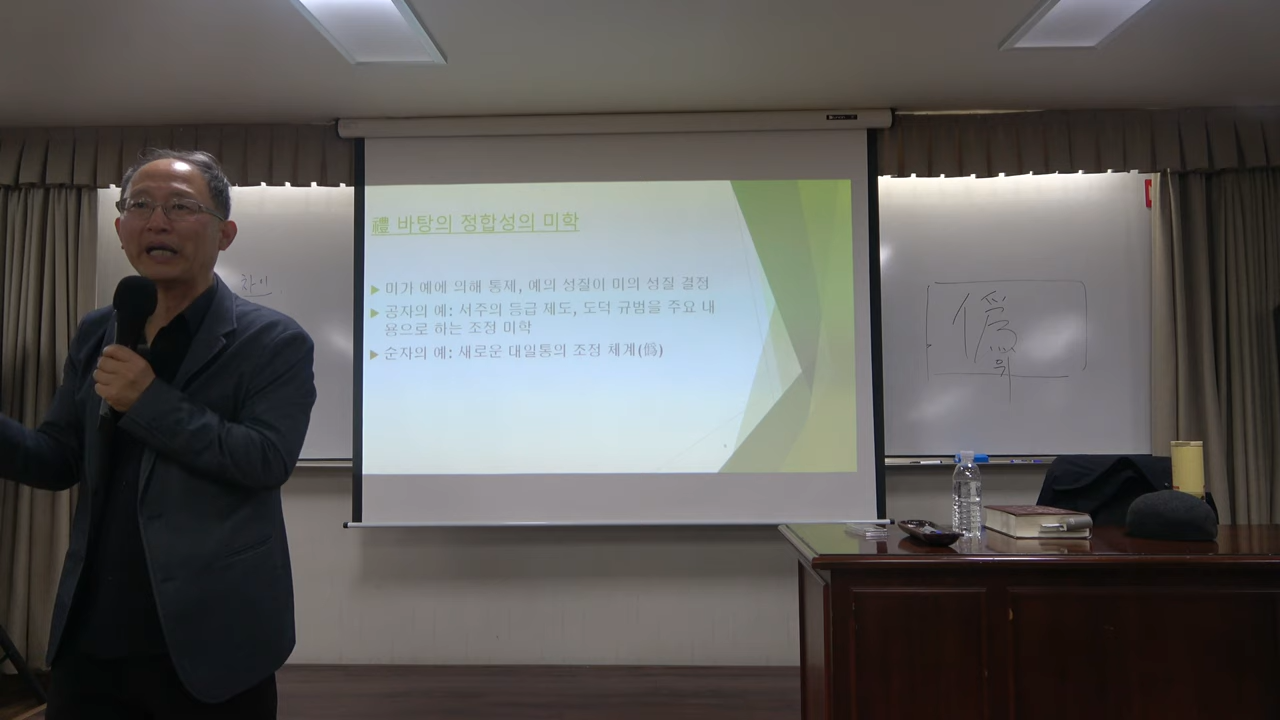 禮 바탕의 정합성의 미학
미가 예에 의해 통제, 예의 성질이 미의 성질 결정
공자의 예: 서주의 등급 제도, 도덕 규범을 주요 내
용으로 하는 조정 미학
순자의 예: 새로운 대일통의 조정 체계(僞)
차이
僞
위